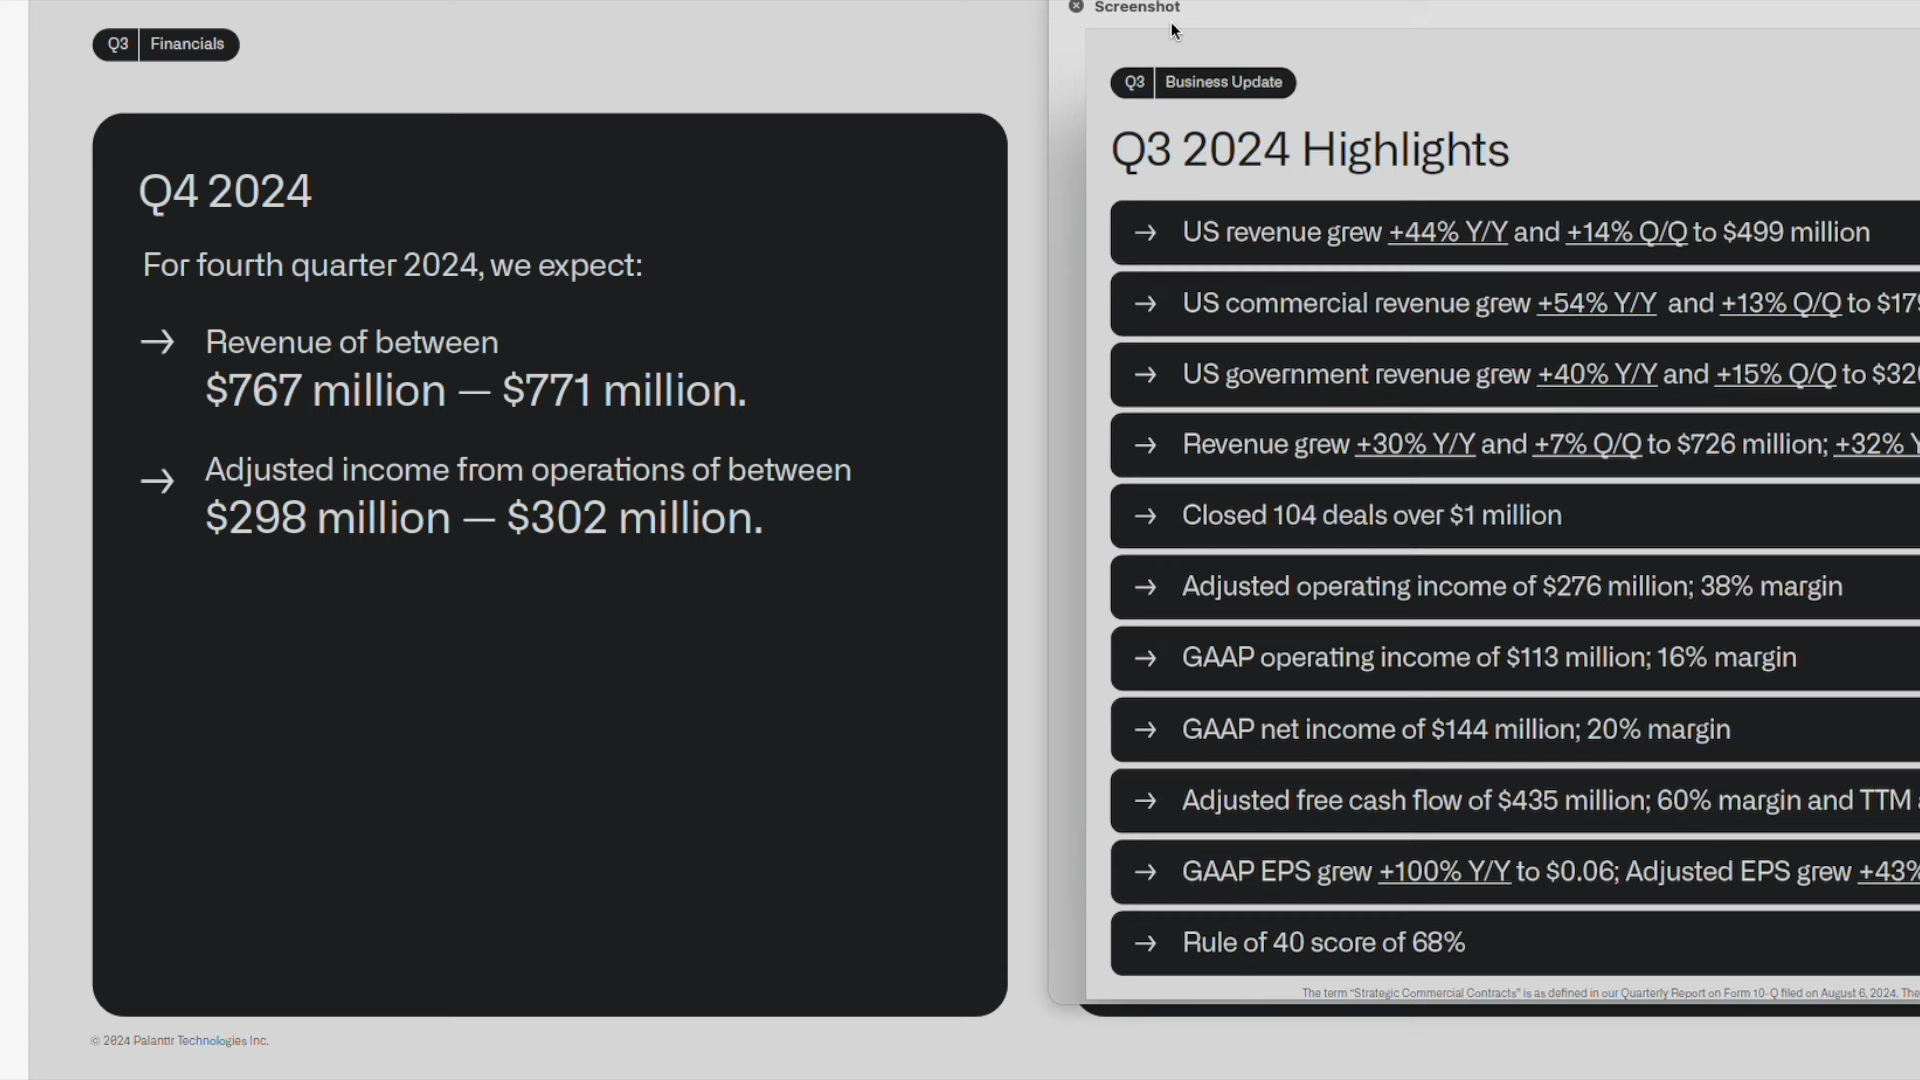 Q3 Financials
Q4 2024
For fourth quarter 2024, we expect:
→ Revenue of between
$767 million — $771 million.
→ Adjusted income from operations of between
$298 million — $302 million.
© 2024 Palantir Technologies Inc.
Screenshot
Q3 Business Update
Q3 2024 Highlights
→ US revenue grew +44% Y/Y and +14% Q/Q to $499 million
→ US commercial revenue grew +54% Y/Y and +13% Q/Q to
→ US government revenue grew +40% Y/Y and +15% Q/Q to
→ Revenue grew +30% Y/Y and +7% Q/Q to $726 million; +32%
→ Closed 104 deals over $1 million
→ Adjusted operating income of $276 million; 38% margin
→ GAAP operating income of $113 million; 16% margin
→ GAAP net income of $144 million; 20% margin
→ Adjusted free cash flow of $435 million; 60% margin and TTM
→ GAAP EPS grew +100% Y/Y to $0.06; Adjusted EPS grew +43%
→ Rule of 40 score of 68%
The term “Strategic Commercial Contracts” is as defined in our Quarterly Report on Form 10-Q filed on August 6, 2024. The